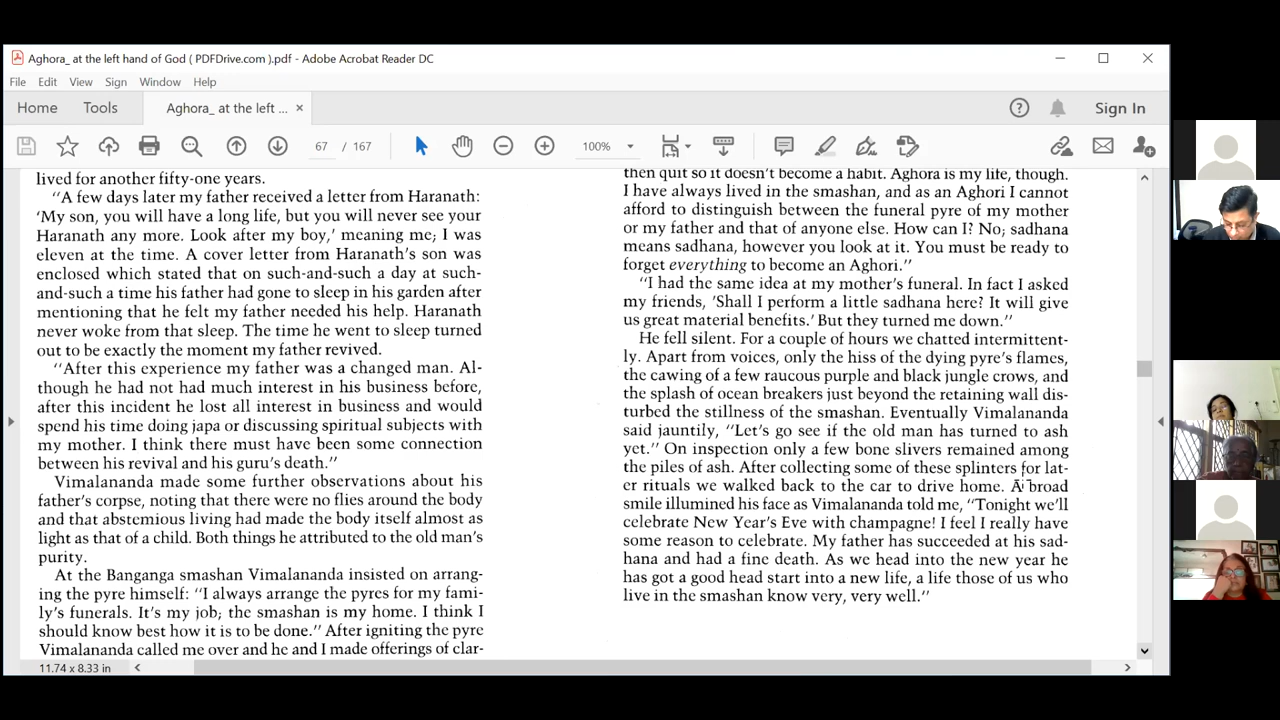 Aghora_ at the left hand of God ( PDFDrive.com ).pdf - Adobe Acrobat Reader DC
File Edit View Sign Window Help
Home Tools Aghora_ at the left ... ×
67 / 167 100% Sign In
lived for another fifty-one years.
"A few days later my father received a letter from Haranath:
'My son, you will have a long life, but you will never see your
Haranath any more. Look after my boy,' meaning me; I was
eleven at the time. A cover letter from Haranath's son was
enclosed which stated that on such-and-such a day at such-
and-such a time his father had gone to sleep in his garden after
mentioning that he felt my father needed his help. Haranath
never woke from that sleep. The time he went to sleep turned
out to be exactly the moment my father revived.
"After this experience my father was a changed man. Al-
though he had not had much interest in his business before,
after this incident he lost all interest in business and would
spend his time doing japa or discussing spiritual subjects with
my mother. I think there must have been some connection
between his revival and his guru's death."
Vimalananda made some further observations about his
father's corpse, noting that there were no flies around the body
and that abstemious living had made the body itself almost as
light as that of a child. Both things he attributed to the old man's
purity.
At the Banganga smashan Vimalananda insisted on arrang-
ing the pyre himself: "I always arrange the pyres for my fami-
ly's funerals. It's my job; the smashan is my home. I think I
should know best how it is to be done." After igniting the pyre
Vimalananda called me over and he and I made offerings of clar-
then quit so it doesn't become a habit. Aghora is my life, though.
I have always lived in the smashan, and as an Aghori I cannot
afford to distinguish between the funeral pyre of my mother
or my father and that of anyone else. How can I? No; sadhana
means sadhana, however you look at it. You must be ready to
forget everything to become an Aghori."
"I had the same idea at my mother's funeral. In fact I asked
my friends, 'Shall I perform a little sadhana here? It will give
us great material benefits.' But they turned me down."
He fell silent. For a couple of hours we chatted intermittent-
ly. Apart from voices, only the hiss of the dying pyre's flames,
the cawing of a few raucous purple and black jungle crows, and
the splash of ocean breakers just beyond the retaining wall dis-
turbed the stillness of the smashan. Eventually Vimalananda
said jauntily, "Let's go see if the old man has turned to ash
yet." On inspection only a few bone slivers remained among
the piles of ash. After collecting some of these splinters for lat-
er rituals we walked back to the car to drive home. A broad
smile illumined his face as Vimalananda told me, "Tonight we'll
celebrate New Year's Eve with champagne! I feel I really have
some reason to celebrate. My father has succeeded at his sad-
hana and had a fine death. As we head into the new year he
has got a good head start into a new life, a life those of us who
live in the smashan know very, very well."
11.74 x 8.33 in